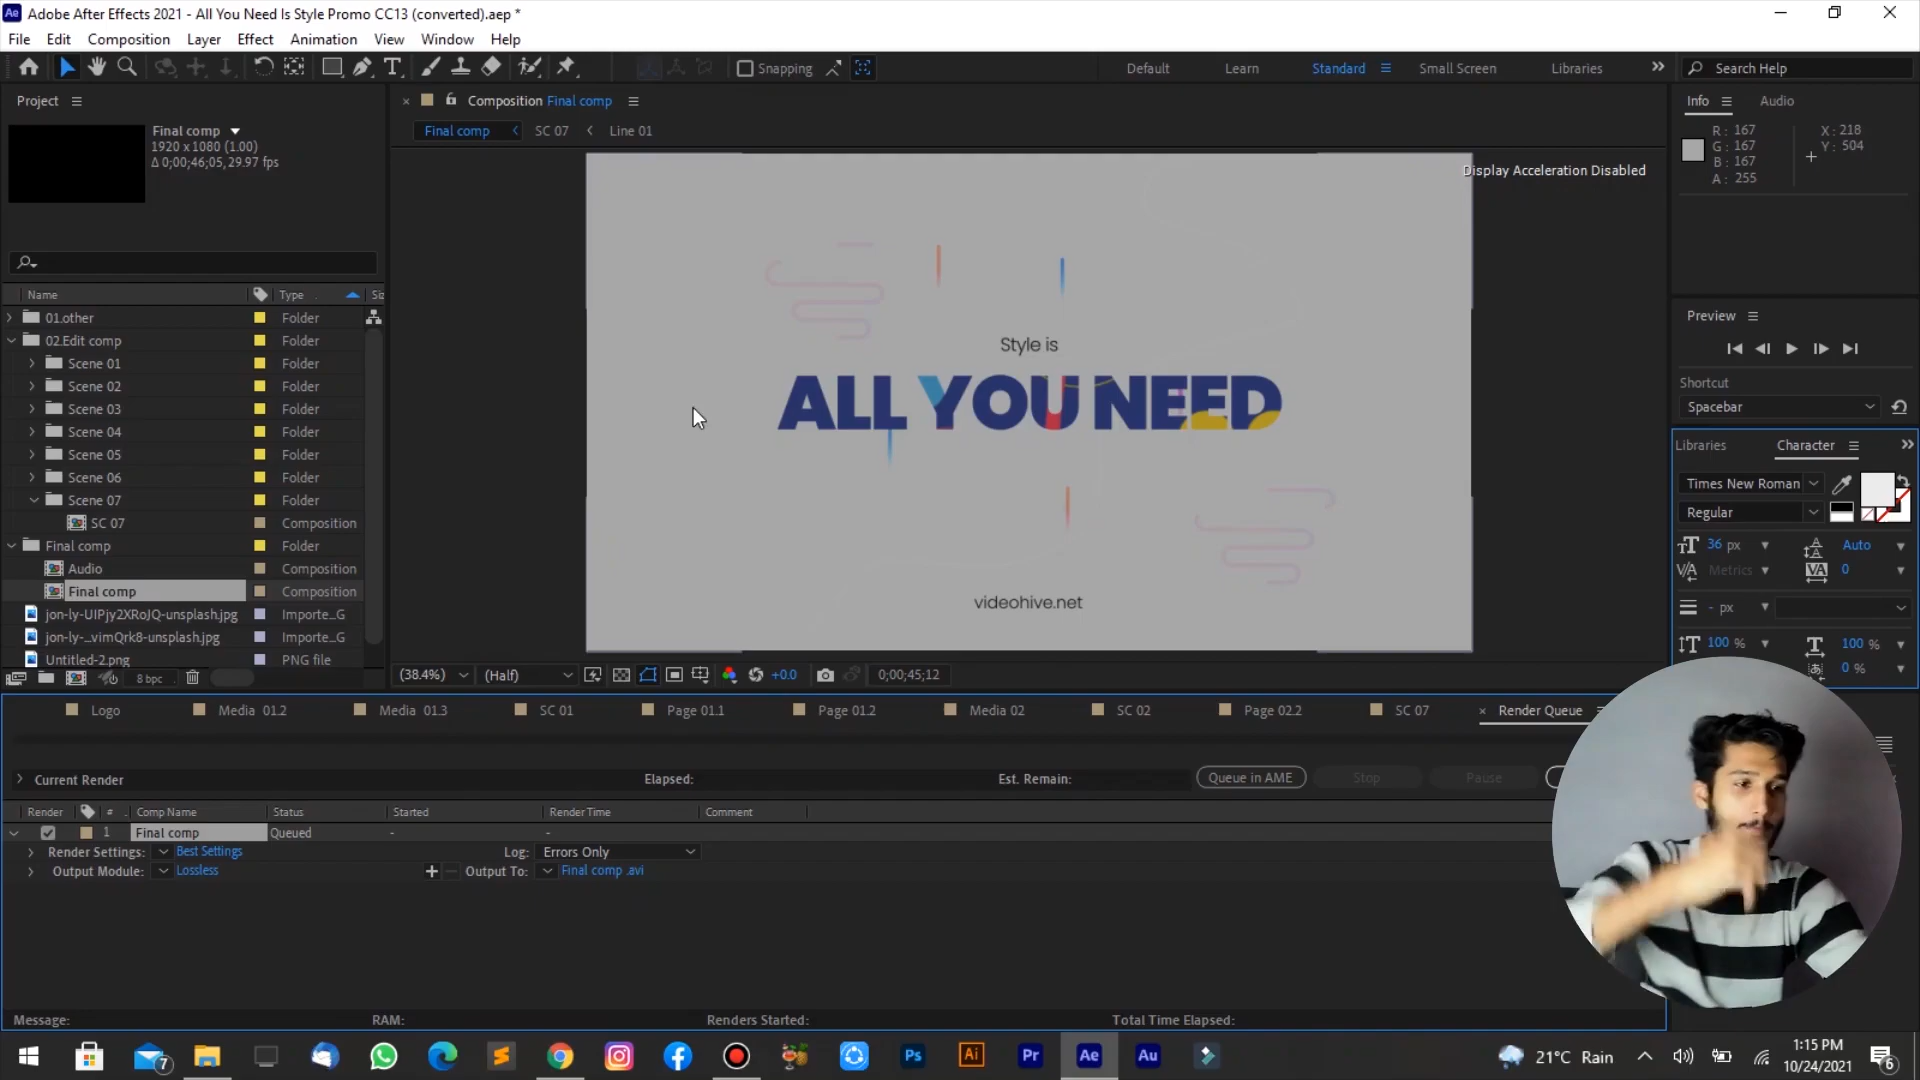 Adobe After Effects 2021 - All You Need Is Style Promo CC13 (converted).aep *
File Edit Composition Layer Effect Animation View Window Help
Snapping
Default Learn Standard Small Screen Libraries
Search Help
Project
Final comp
1920 x 1080 (1.00)
Δ 0;00;46;05, 29.97 fps
Composition Final comp
Final comp SC 07 Line 01
Display Acceleration Disabled
Style is
ALL YOU NEED
videohive.net
Info Audio
R: 167 X: 218
G: 167 Y: 504
B: 167
A: 255
Name Type Siz
01.other Folder
02.Edit comp Folder
Scene 01 Folder
Scene 02 Folder
Scene 03 Folder
Scene 04 Folder
Scene 05 Folder
Scene 06 Folder
Scene 07 Folder
SC 07 Composition
Final comp Folder
Audio Composition
Final comp Composition
jon-ly-UIPjy2XRoJQ-unsplash.jpg Importe_G
jon-ly-_vimQrk8-unsplash.jpg Importe_G
Untitled-2.png PNG file
8 bpc
(38.4%) (Half) +0.0 0;00;45;12
Preview
Shortcut
Spacebar
Libraries Character
Times New Roman
Regular
36 px Auto
Metrics 0
- px
100 % 100 %
0 %
Logo Media 01.2 Media 01.3 SC 01 Page 01.1 Page 01.2 Media 02 SC 02 Page 02.2 SC 07 Render Queue
Current Render Elapsed: Est. Remain: Queue in AME Stop Pause
Render # Comp Name Status Started Render Time Comment
1 Final comp Queued - -
Render Settings: Best Settings Log: Errors Only
Output Module: Lossless Output To: Final comp .avi
Message: RAM: Renders Started: Total Time Elapsed:
7
Ps Ai Pr Ae Au
21°C Rain
1:15 PM
10/24/2021
6